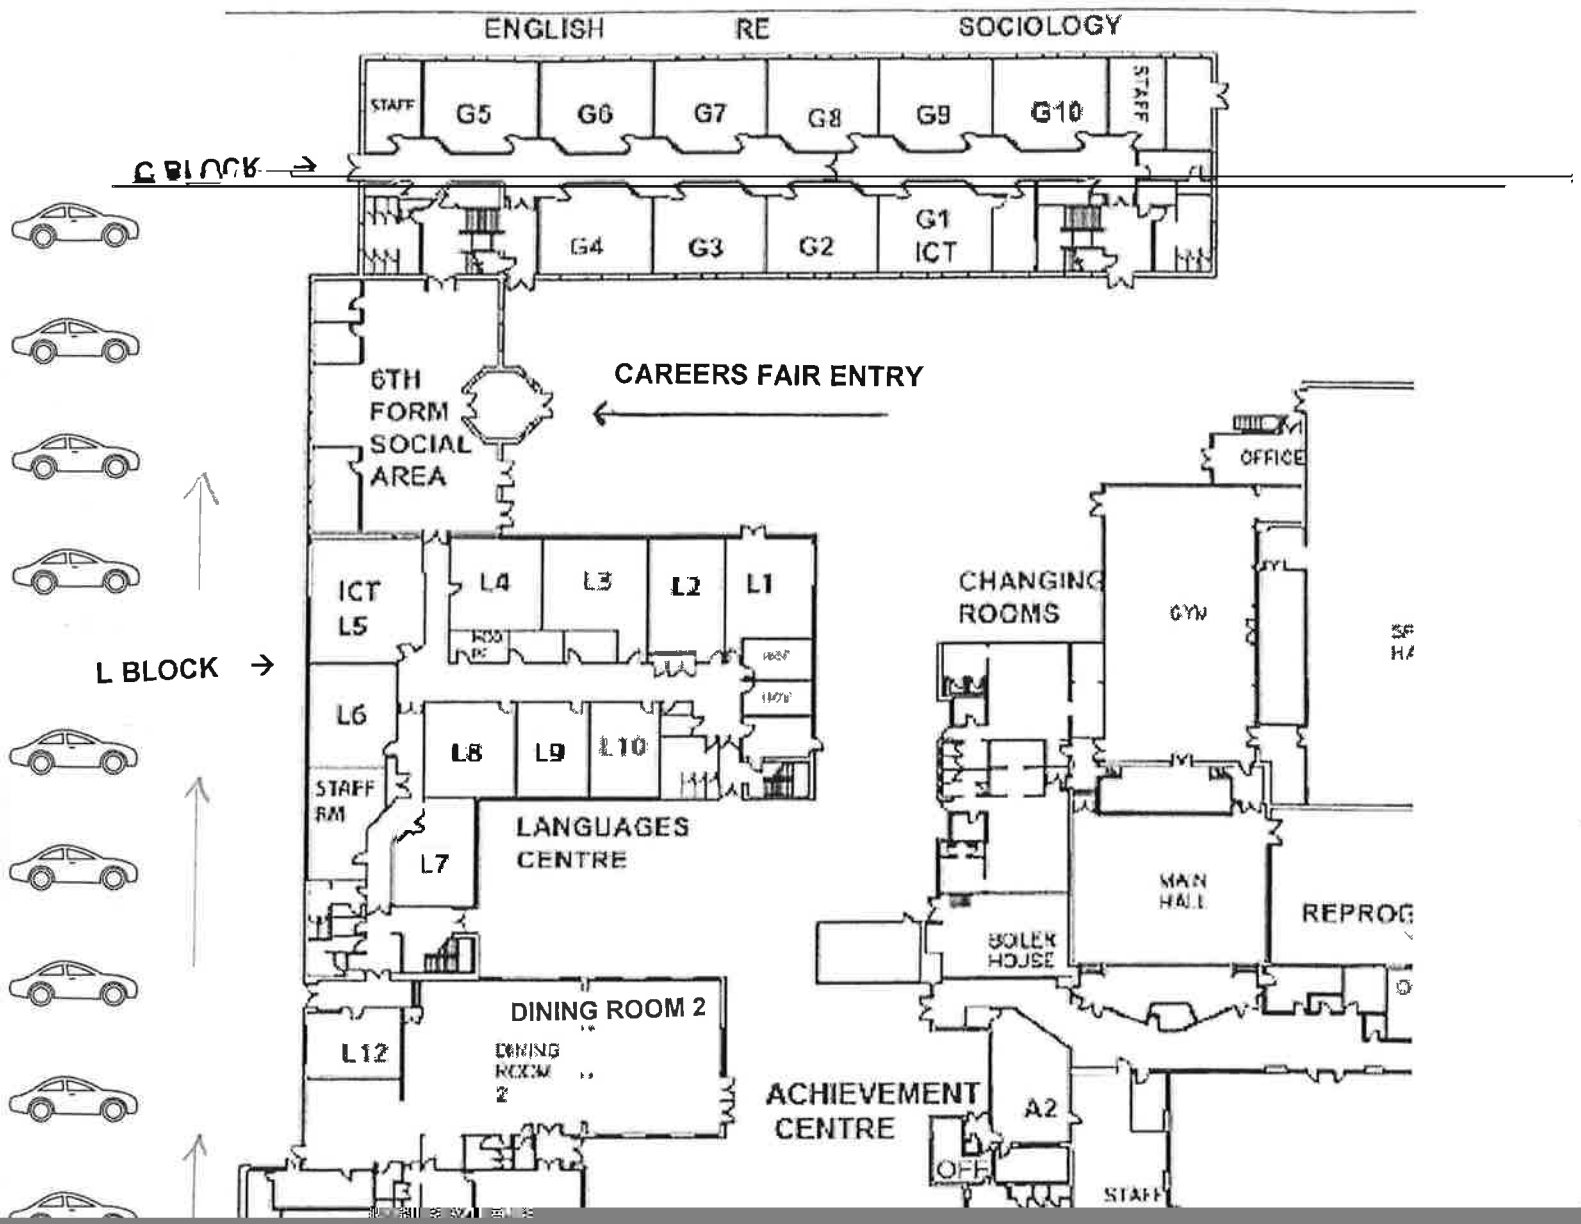 ENGLISH RE SOCIOLOGY
STAFF G5 G6 G7 G8 G9 G10 STAFF
BLOCK →
G4 G3 G2 G1 ICT
CAREERS FAIR ENTRY
6TH
FORM
SOCIAL
AREA
OFFICE
L4 L3 L2 L1
ICT
L5
CHANGING
ROOMS
GYM
L BLOCK →
L6
L8 L9 L10
STAFF
RM
LANGUAGES
CENTRE
L7
MAIN
HALL
REPROG
BOILER
HOUSE
DINING ROOM 2
L12
DINING
ROOM
2
ACHIEVEMENT
CENTRE
A2
OFF
STAFF